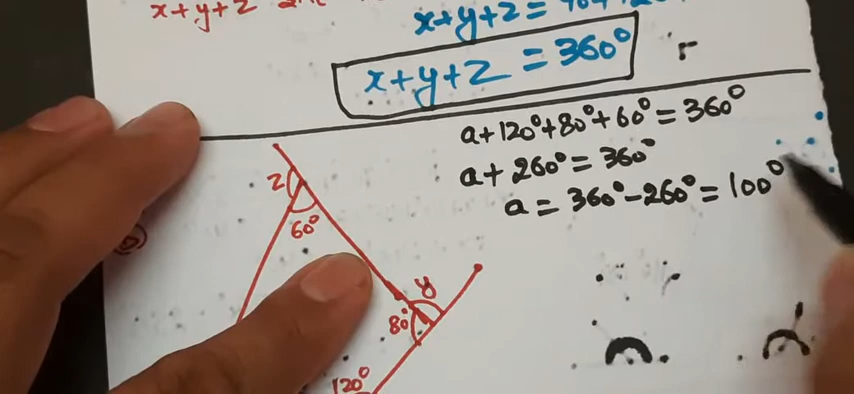 x+y+z
x+y+z =
x+y+z = 360°
a+120°+80°+60° = 360°
a+260° = 360°
a = 360°-260° = 100°
z
60°
y
80°
120°